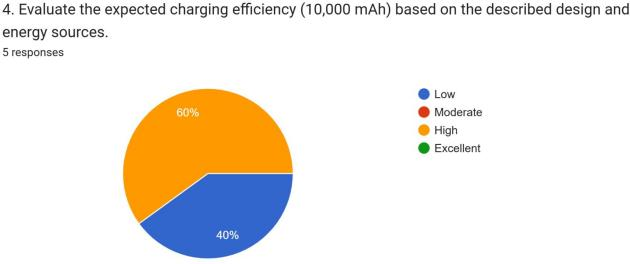 4. Evaluate the expected charging efficiency (10,000 mAh) based on the described design and
energy sources.
5 responses
60%
40%
Low
Moderate
High
Excellent